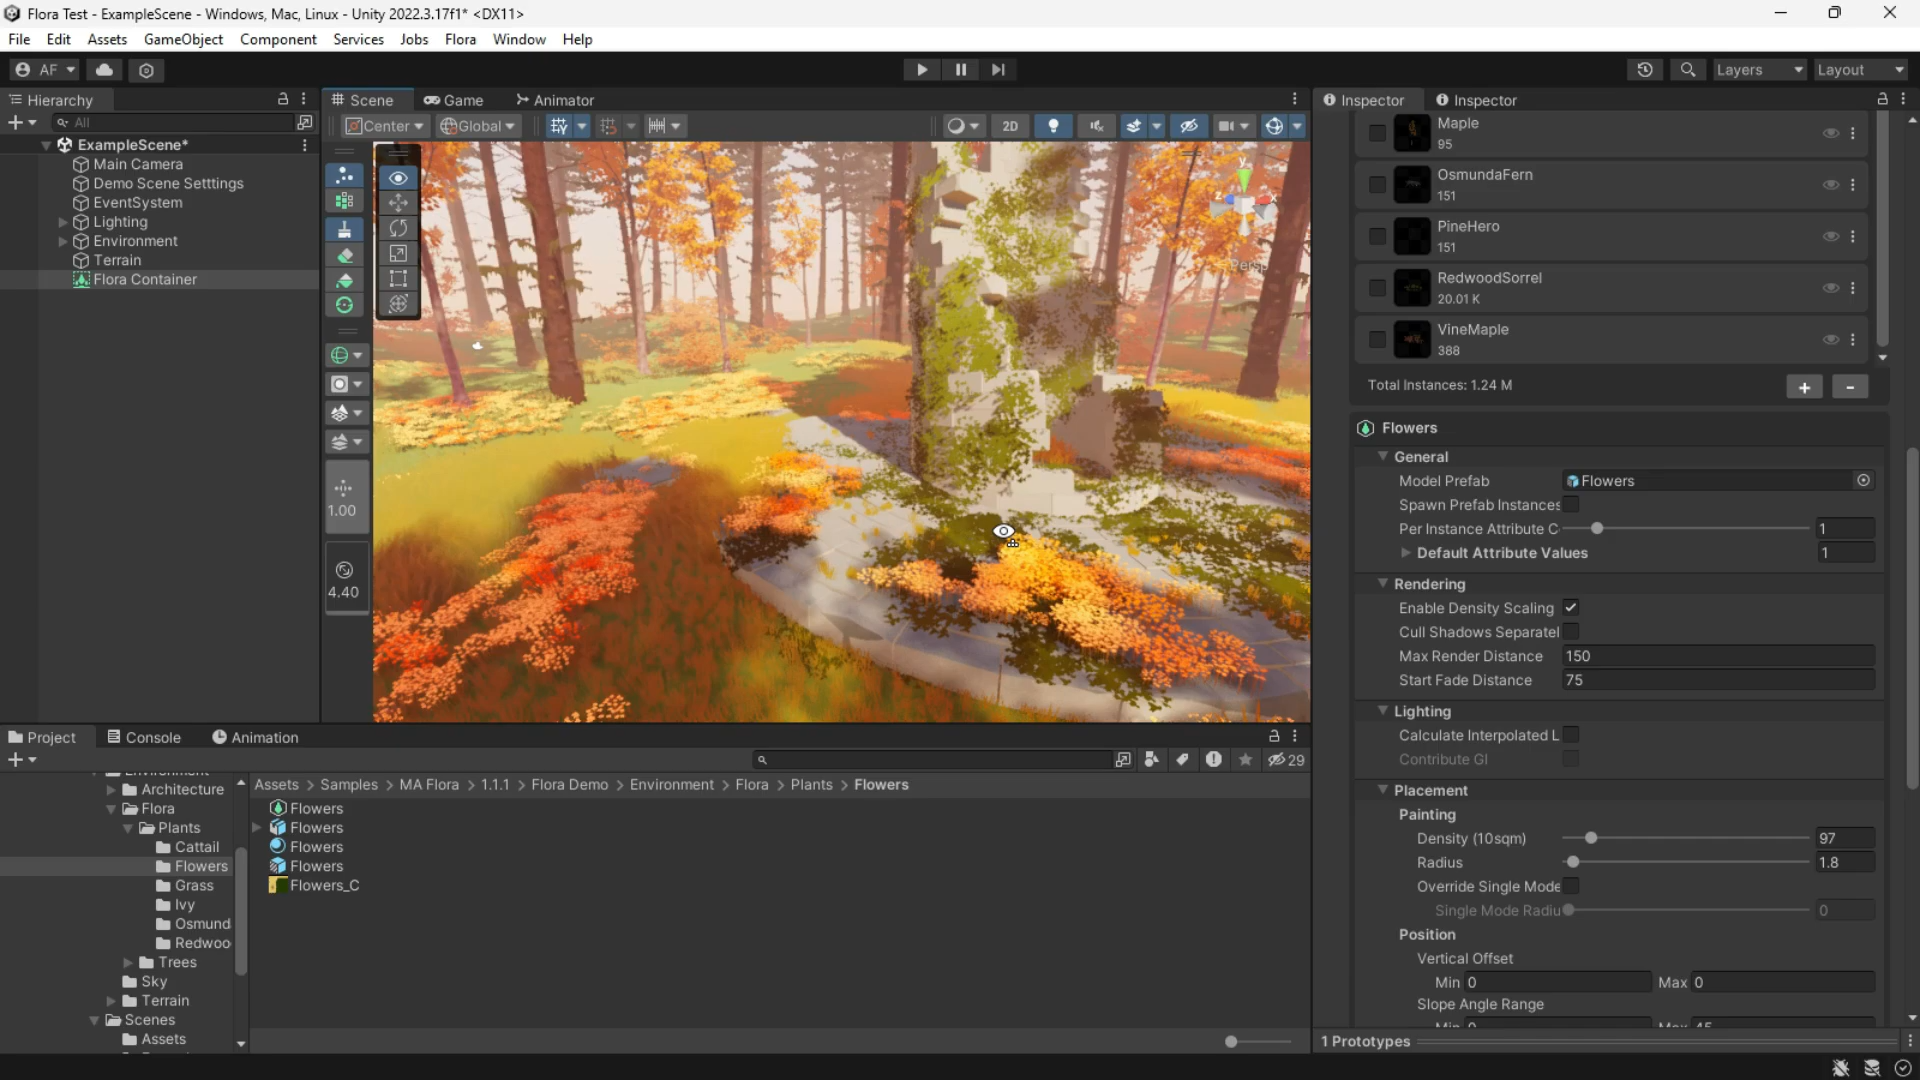 Flora Test - ExampleScene - Windows, Mac, Linux - Unity 2022.3.17f1* <DX11>
File Edit Assets GameObject Component Services Jobs Flora Window Help
AF
Layers
Layout
Hierarchy
Scene
Game
Animator
Inspector
Inspector
All
Center
Global
2D
ExampleScene*
Main Camera
Demo Scene Setttings
EventSystem
Lighting
Environment
Terrain
Flora Container
1.00
4.40
y
z
x
Persp
Maple
95
OsmundaFern
151
PineHero
151
RedwoodSorrel
20.01 K
VineMaple
388
Total Instances: 1.24 M
+
-
Flowers
General
Model Prefab
Flowers
Spawn Prefab Instances
Per Instance Attribute C
1
Default Attribute Values
1
Rendering
Enable Density Scaling
Cull Shadows Separatel
Max Render Distance
150
Start Fade Distance
75
Lighting
Calculate Interpolated L
Contribute GI
Placement
Painting
Density (10sqm)
97
Radius
1.8
Override Single Mode
Single Mode Radiu
0
Position
Vertical Offset
Min 0
Max 0
Slope Angle Range
Min 0
Max 45
1 Prototypes
Project
Console
Animation
29
Environment
Architecture
Flora
Plants
Cattail
Flowers
Grass
Ivy
Osmund
Redwoo
Trees
Sky
Terrain
Scenes
Assets
Assets > Samples > MA Flora > 1.1.1 > Flora Demo > Environment > Flora > Plants > Flowers
Flowers
Flowers
Flowers
Flowers
Flowers_C